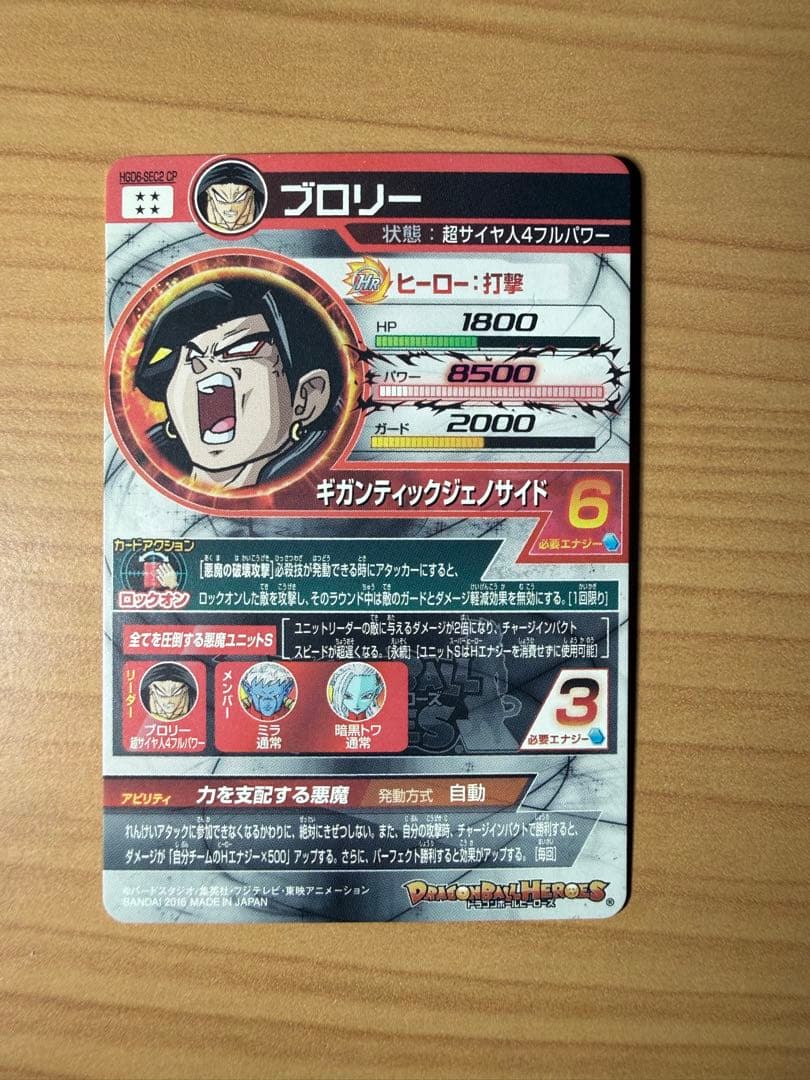 HGD6-SEC2 CP
ブロリー
状態：超サイヤ人4フルパワー
HR ヒーロー：打撃
HP 1800
パワー 8500
ガード 2000
ギガンティックジェノサイド 6
必要エナジー
カードアクション
ロックオン
[悪魔の破壊攻撃]必殺技が発動できる時にアタッカーにすると、
ロックオンした敵を攻撃し、そのラウンド中は敵のガードとダメージ軽減効果を無効にする。[1回限り]
全てを圧倒する悪魔ユニットS
ユニットリーダーの敵に与えるダメージが2倍になり、チャージインパクト
スピードが超遅くなる。[永続] [ユニットSはHエナジーを消費せずに使用可能]
リーダー
ブロリー
超サイヤ人4フルパワー
メンバー
ミラ
通常
暗黒トワ
通常
3
必要エナジー
アビリティ 力を支配する悪魔 発動方式 自動
れんけいアタックに参加できなくなるかわりに、絶対にきぜつしない。また、自分の攻撃時、チャージインパクトで勝利すると、
ダメージが「自分チームのHエナジー×500」アップする。さらに、パーフェクト勝利すると効果がアップする。[毎回]
©バードスタジオ/集英社・フジテレビ・東映アニメーション
BANDAI 2016 MADE IN JAPAN
DRAGONBALL HEROES
ドラゴンボールヒーローズ
®